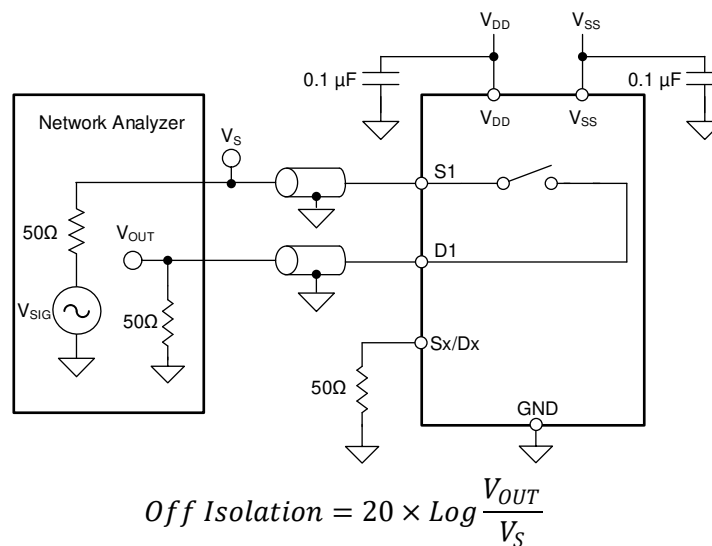 V_DD
V_SS
0.1 µF
0.1 µF
Network Analyzer
V_S
V_DD
V_SS
S1
50Ω
V_OUT
D1
V_SIG
50Ω
Sx/Dx
50Ω
GND
Off Isolation = 20 × Log V_OUT / V_S